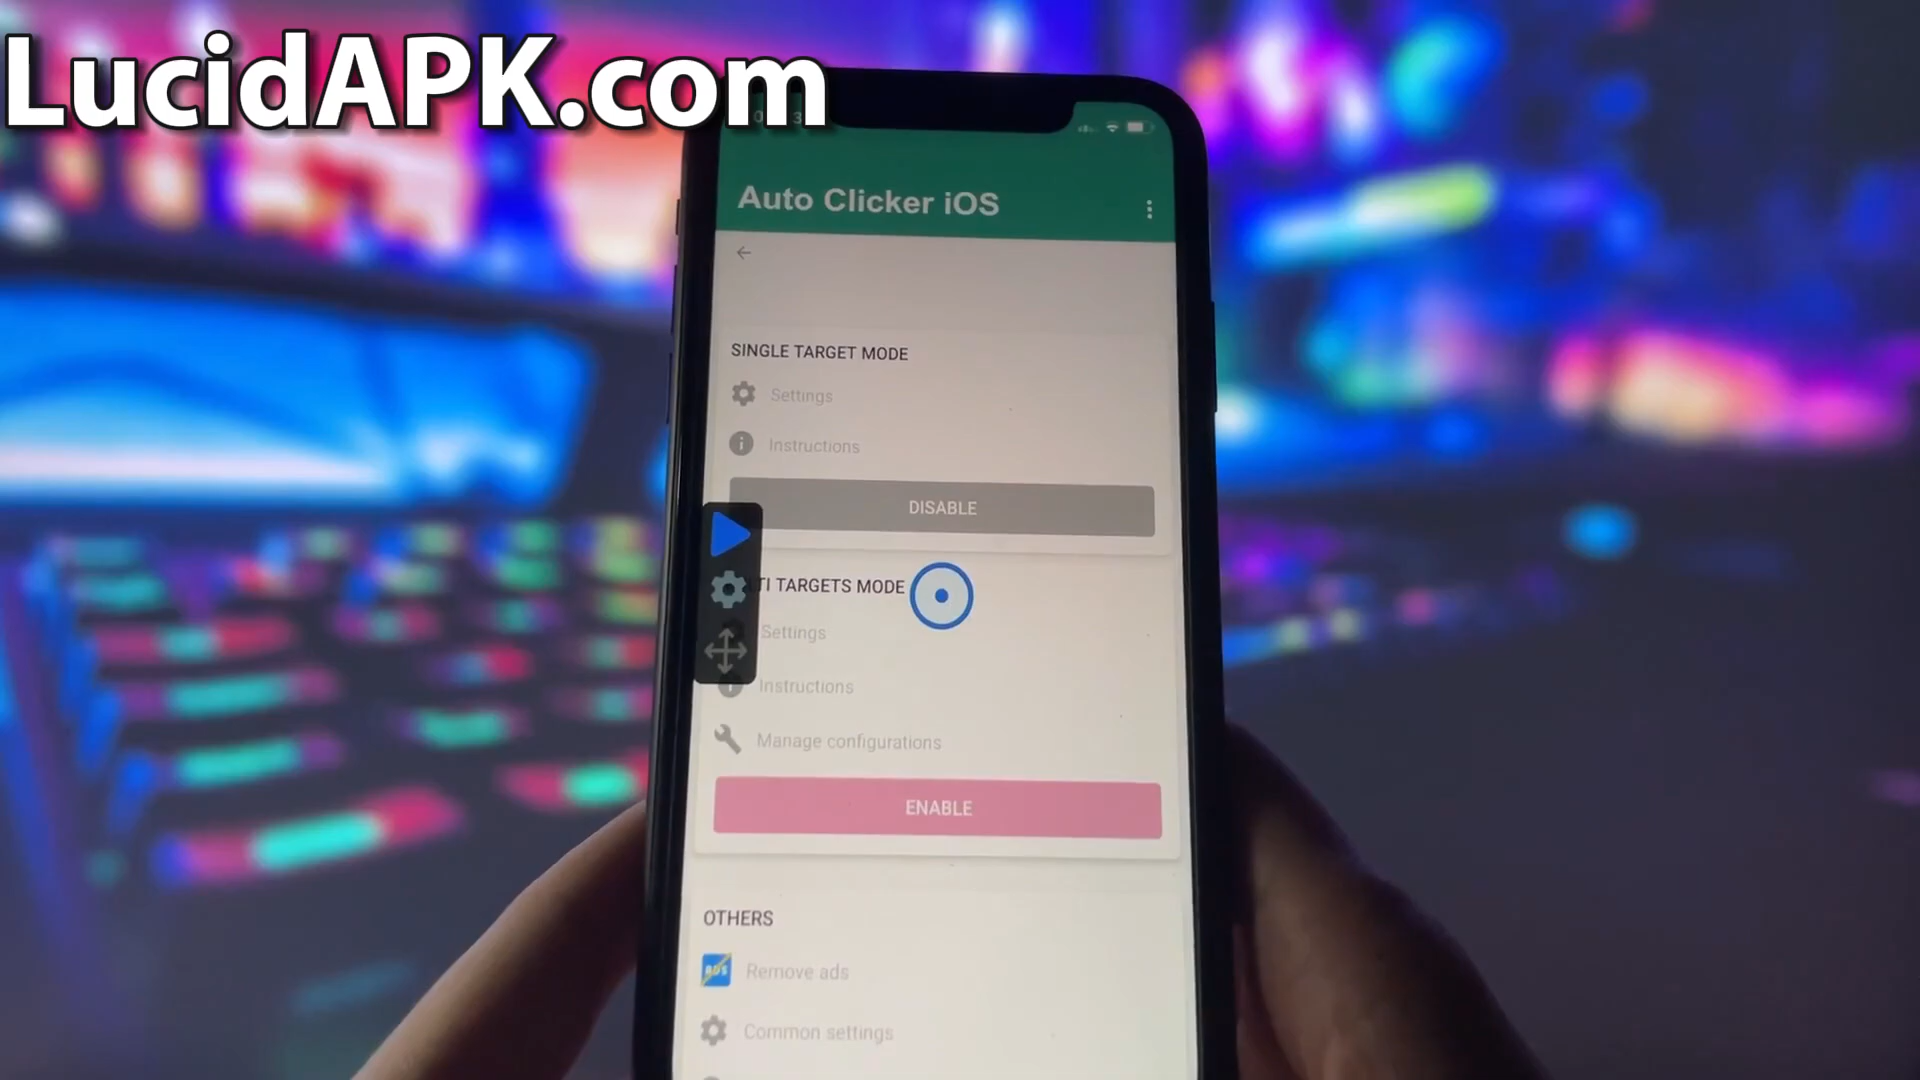 LucidAPK.com
Auto Clicker iOS
SINGLE TARGET MODE
Settings
Instructions
DISABLE
TI TARGETS MODE
Settings
Instructions
Manage configurations
ENABLE
OTHERS
ADS
Remove ads
Common settings